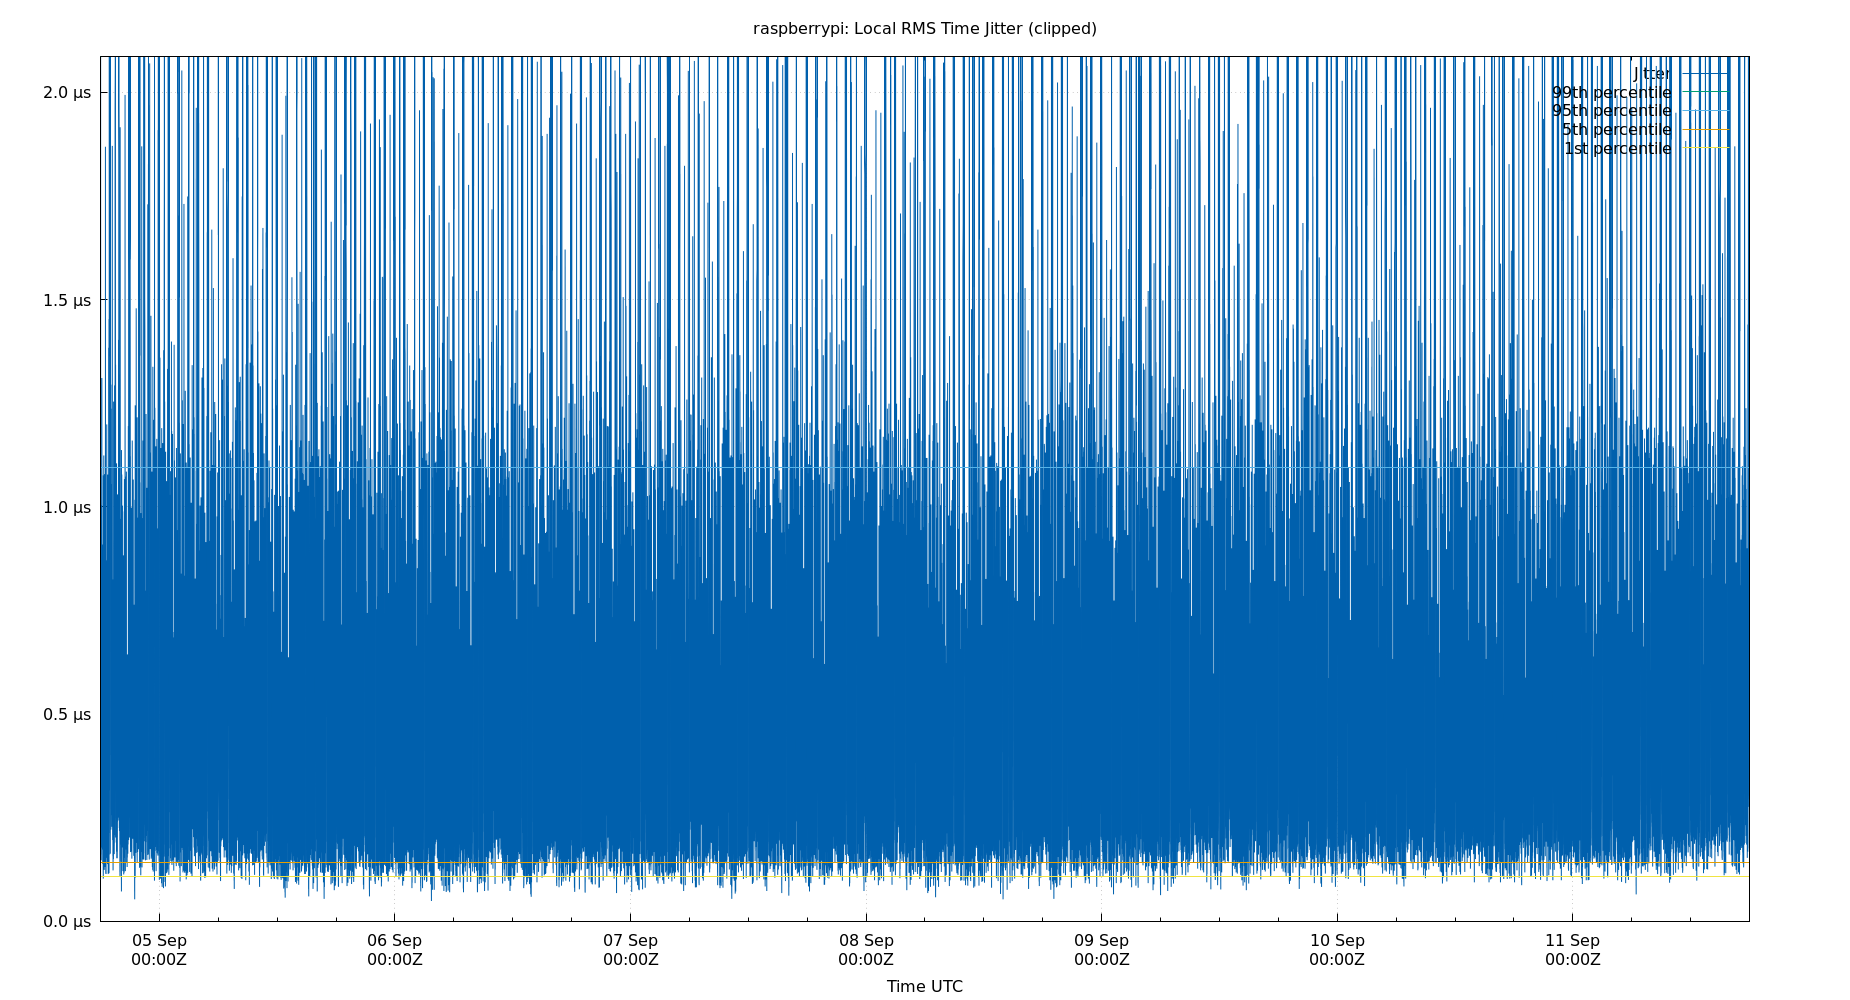 raspberrypi: Local RMS Time Jitter (clipped)
2.0 µs
1.5 µs
1.0 µs
0.5 µs
0.0 µs
Jitter
99th percentile
95th percentile
5th percentile
1st percentile
05 Sep
00:00Z
06 Sep
00:00Z
07 Sep
00:00Z
08 Sep
00:00Z
09 Sep
00:00Z
10 Sep
00:00Z
11 Sep
00:00Z
Time UTC